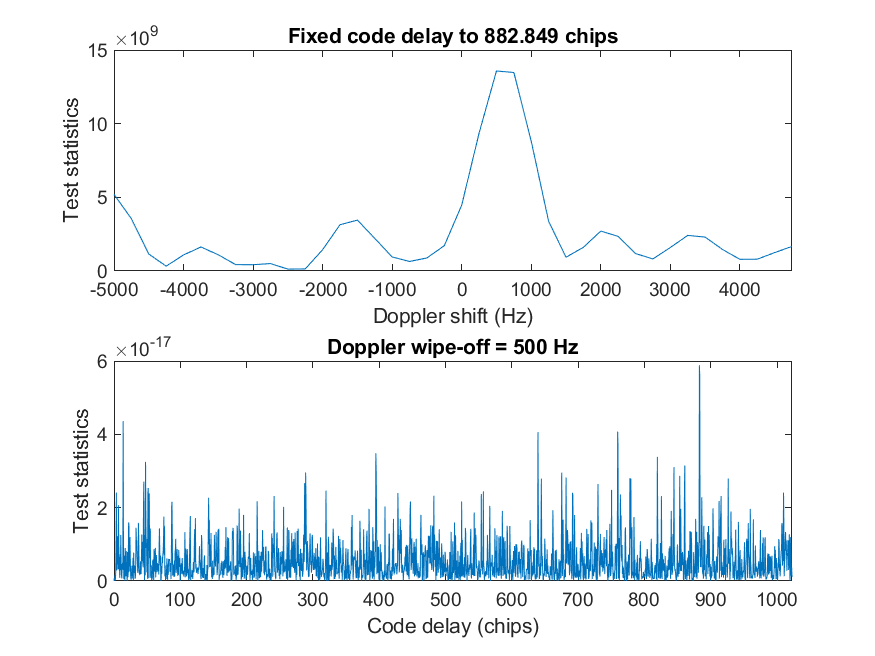 ×10^9
Fixed code delay to 882.849 chips
15
10
5
0
Test statistics
-5000 -4000 -3000 -2000 -1000 0 1000 2000 3000 4000
Doppler shift (Hz)
×10^-17
Doppler wipe-off = 500 Hz
6
4
2
0
Test statistics
0 100 200 300 400 500 600 700 800 900 1000
Code delay (chips)